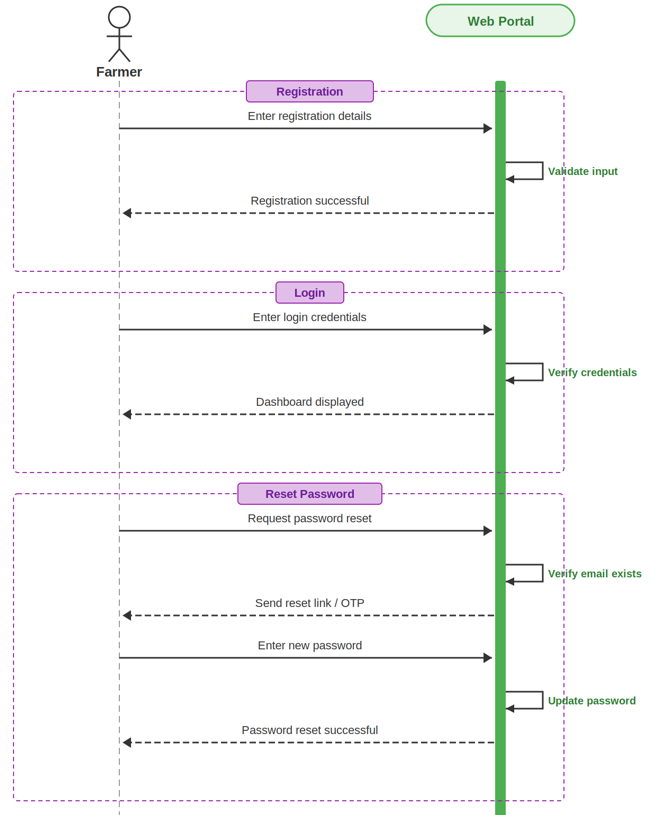 Web Portal
Farmer
Registration
Enter registration details
Validate input
Registration successful
Login
Enter login credentials
Verify credentials
Dashboard displayed
Reset Password
Request password reset
Verify email exists
Send reset link / OTP
Enter new password
Update password
Password reset successful